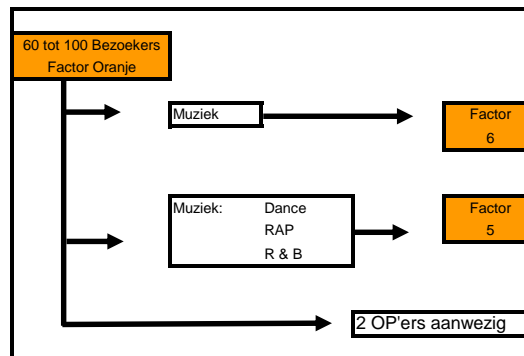 60 tot 100 Bezoekers
Factor Oranje
Muziek
Factor
6
Muziek: Dance
RAP
R & B
Factor
5
2 OP'ers aanwezig